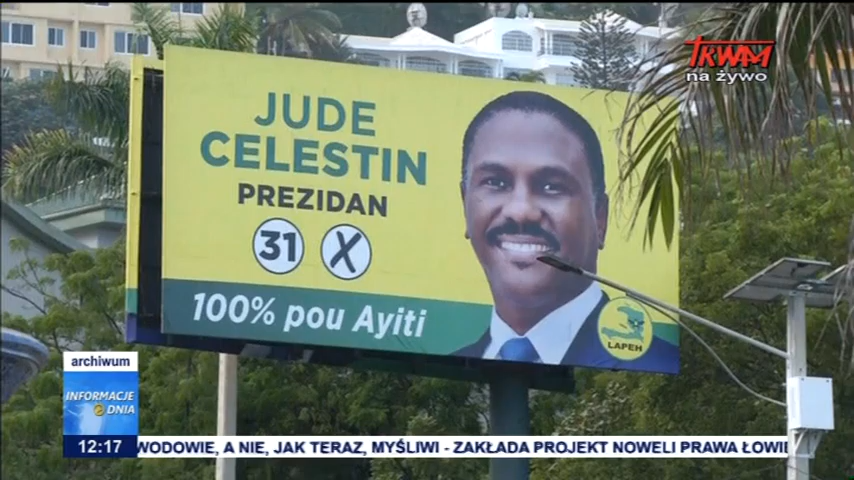 TRWAM
na żywo
JUDE
CELESTIN
PREZIDAN
31 X
100% pou Ayiti
LAPEH
archiwum
INFORMACJE
DNIA
12:17
WODOWIE, A NIE, JAK TERAZ, MYŚLIWI - ZAKŁADA PROJEKT NOWELI PRAWA ŁOWIE